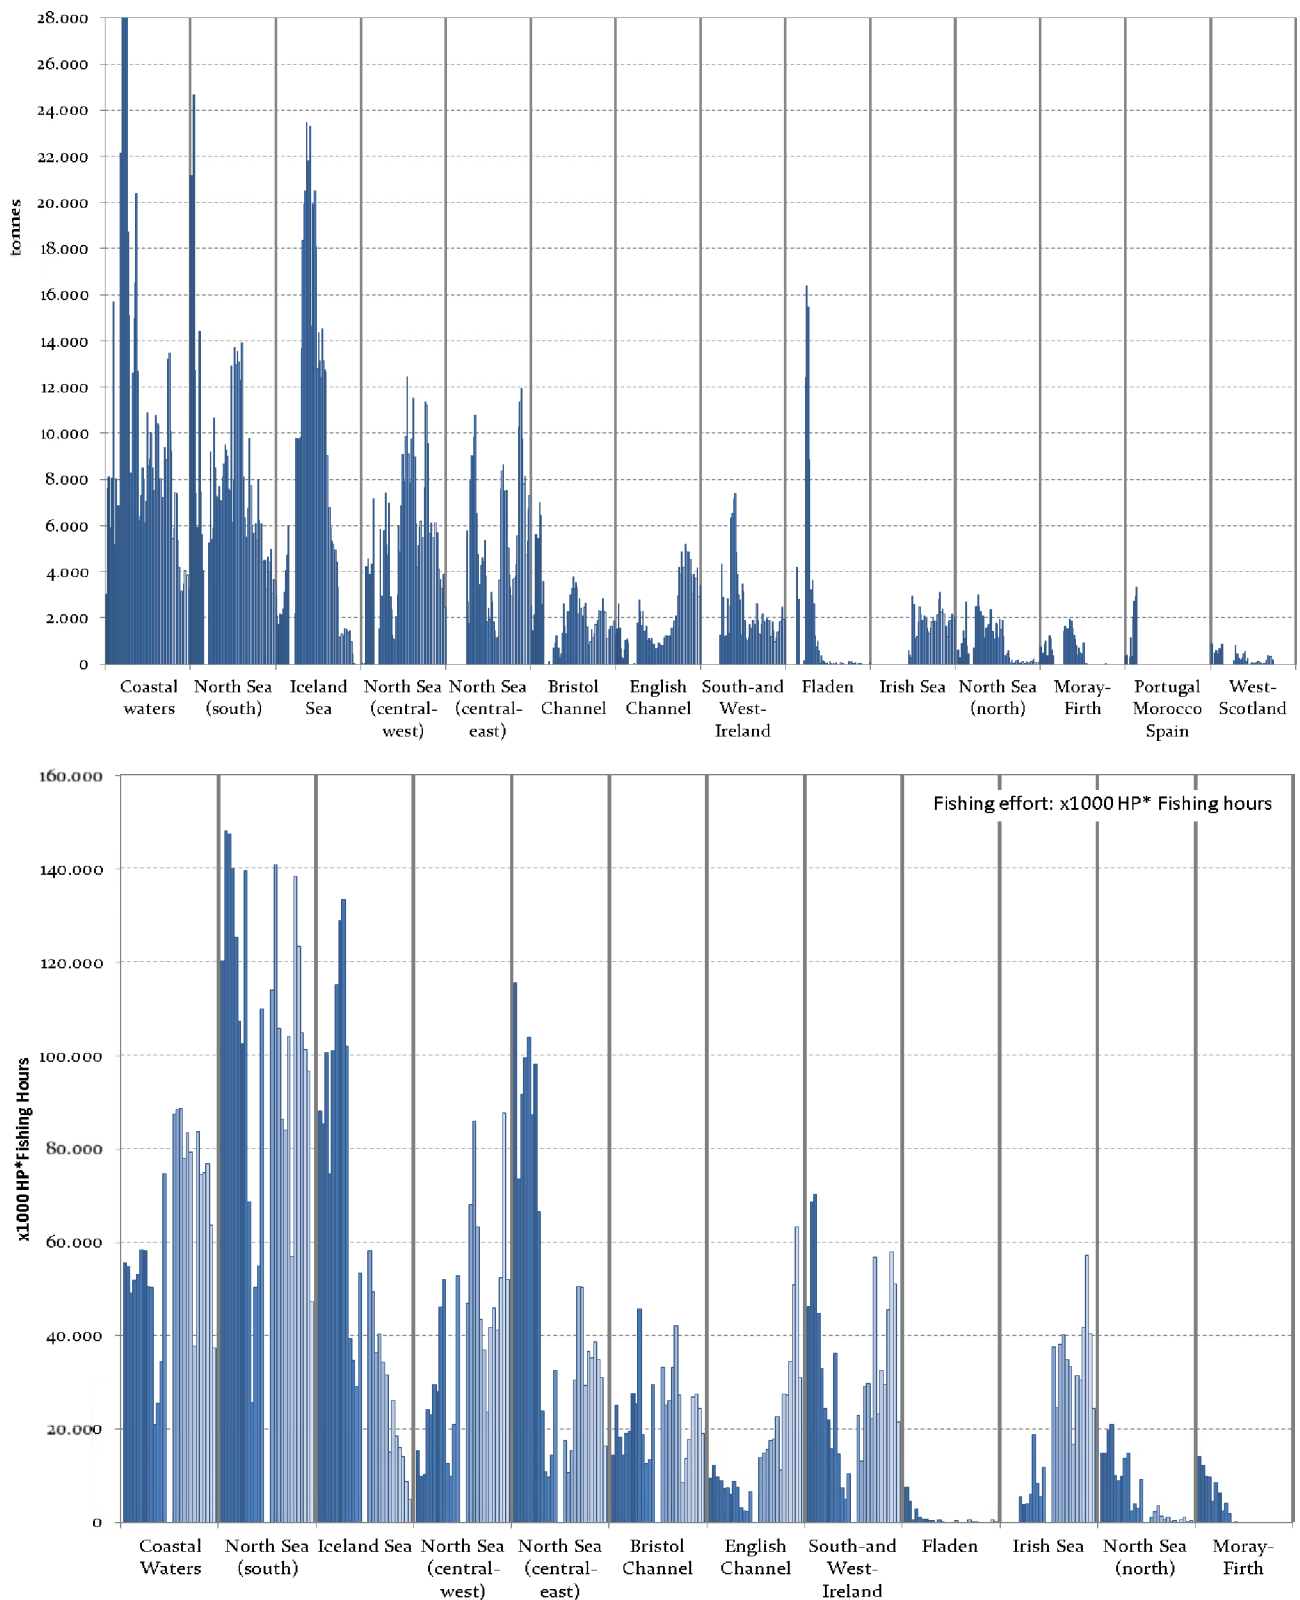 28.000
26.000
24.000
22.000
20.000
18.000
16.000
14.000
12.000
10.000
8.000
6.000
4.000
2.000
0
tonnes
Coastal waters
North Sea (south)
Iceland Sea
North Sea (central-west)
North Sea (central-east)
Bristol Channel
English Channel
South-and West-Ireland
Fladen
Irish Sea
North Sea (north)
Moray-Firth
Portugal Morocco Spain
West-Scotland
160.000
140.000
120.000
100.000
80.000
60.000
40.000
20.000
0
x1000 HP*Fishing Hours
Fishing effort: x1000 HP* Fishing hours
Coastal Waters
North Sea (south)
Iceland Sea
North Sea (central-west)
North Sea (central-east)
Bristol Channel
English Channel
South-and West-Ireland
Fladen
Irish Sea
North Sea (north)
Moray-Firth